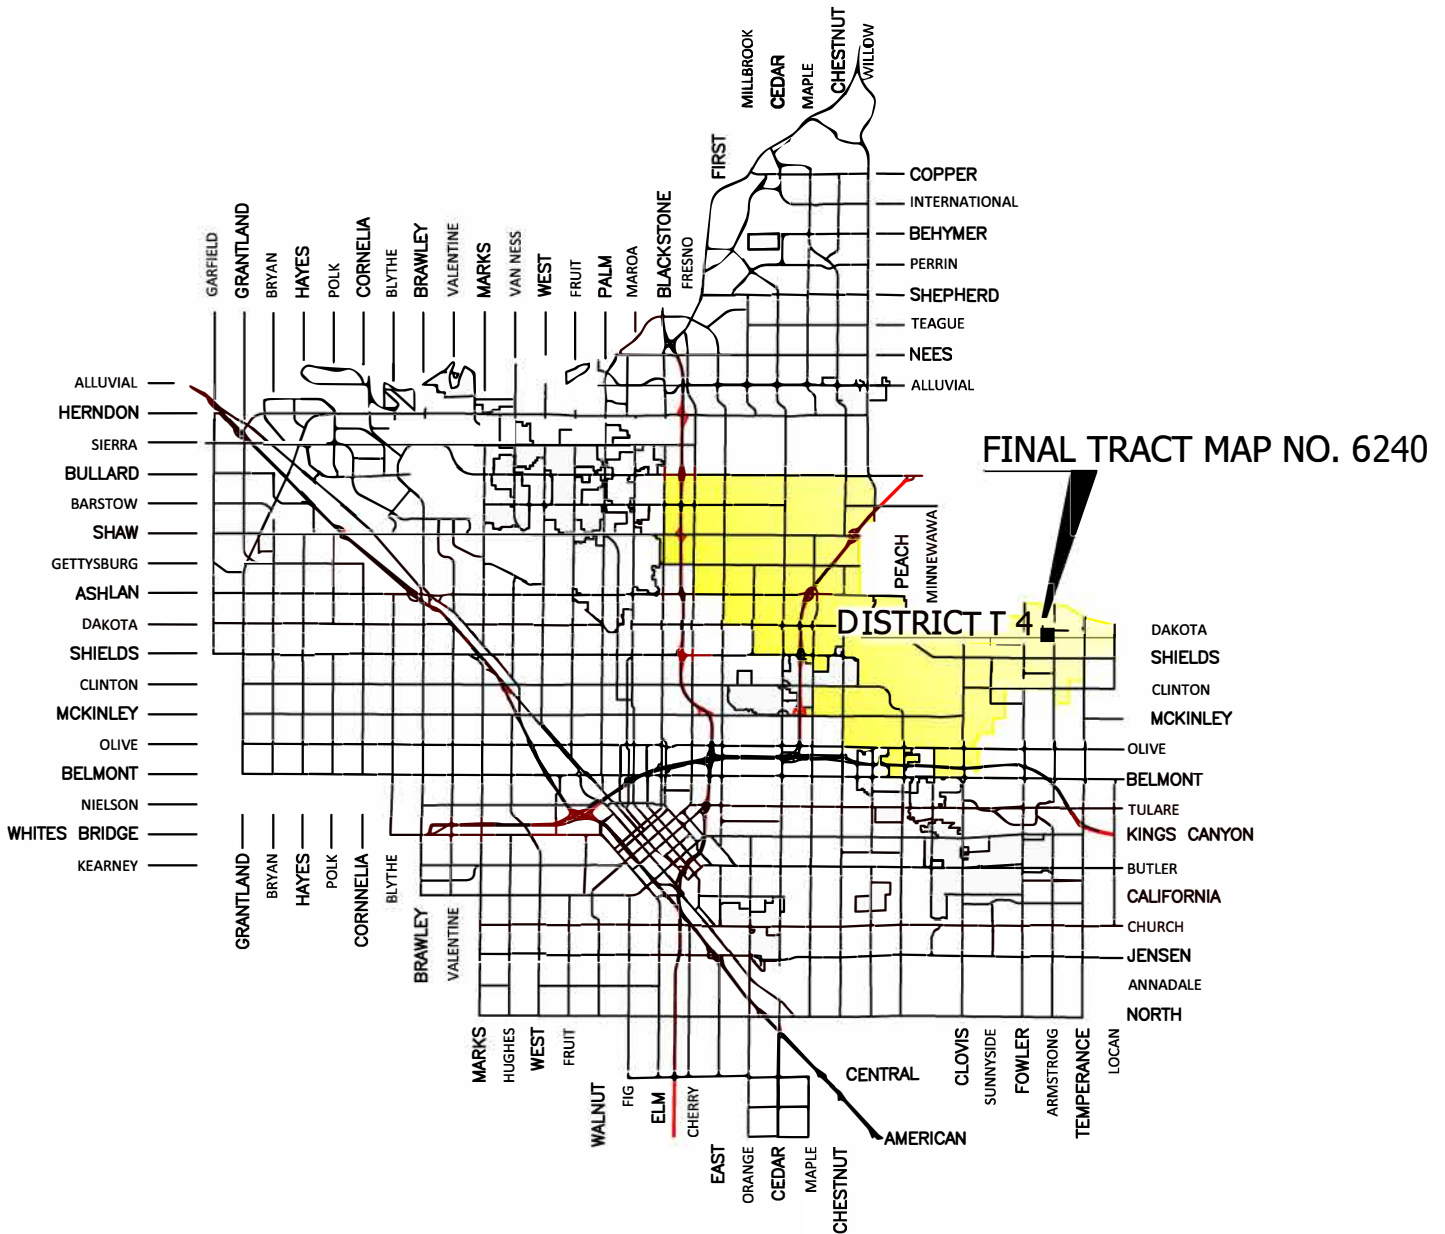 MILLBROOK
CEDAR
MAPLE
CHESTNUT
WILLOW
FIRST
COPPER
INTERNATIONAL
BEHYMER
PERRIN
SHEPHERD
TEAGUE
NEES
ALLUVIAL
GARFIELD
GRANTLAND
BRYAN
HAYES
POLK
CORNELIA
BLYTHE
BRAWLEY
VALENTINE
MARKS
VAN NESS
WEST
FRUIT
PALM
MAROA
BLACKSTONE
FRESNO
ALLUVIAL
HERNDON
SIERRA
BULLARD
BARSTOW
SHAW
GETTYSBURG
ASHLAN
DAKOTA
SHIELDS
CLINTON
MCKINLEY
OLIVE
BELMONT
NIELSON
WHITES BRIDGE
KEARNEY
FINAL TRACT MAP NO. 6240
PEACH
MINNEWAWA
DISTRICT T 4
DAKOTA
SHIELDS
CLINTON
MCKINLEY
OLIVE
BELMONT
TULARE
KINGS CANYON
BUTLER
CALIFORNIA
CHURCH
JENSEN
ANNADALE
NORTH
GRANTLAND
BRYAN
HAYES
POLK
CORNNELIA
BLYTHE
BRAWLEY
VALENTINE
MARKS
HUGHES
WEST
FRUIT
WALNUT
FIG
ELM
CHERRY
EAST
ORANGE
CEDAR
MAPLE
CHESTNUT
CENTRAL
AMERICAN
CLOVIS
SUNNYSIDE
FOWLER
ARMSTRONG
TEMPERANCE
LOCAN